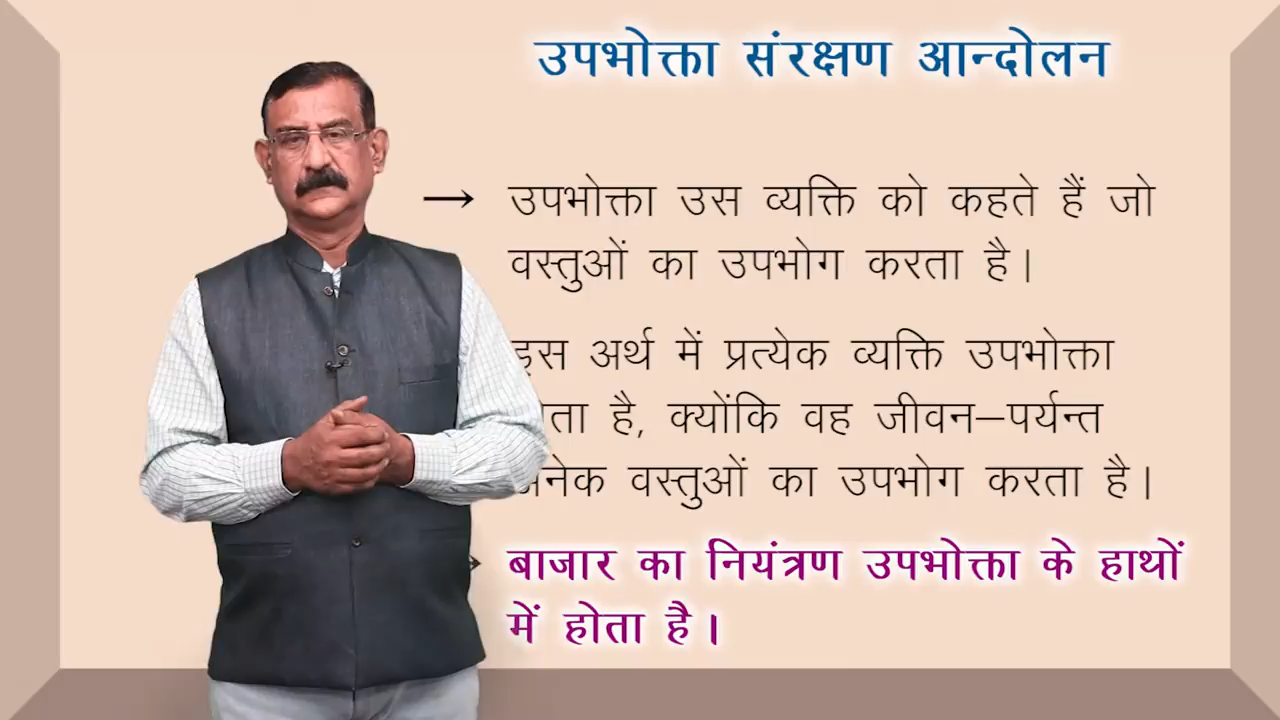 उपभोक्ता संरक्षण आन्दोलन
→ उपभोक्ता उस व्यक्ति को कहते हैं जो
वस्तुओं का उपभोग करता है।
इस अर्थ में प्रत्येक व्यक्ति उपभोक्ता
है, क्योंकि वह जीवन–पर्यन्त
वस्तुओं का उपभोग करता है।
बाजार का नियंत्रण उपभोक्ता के हाथों
में होता है।